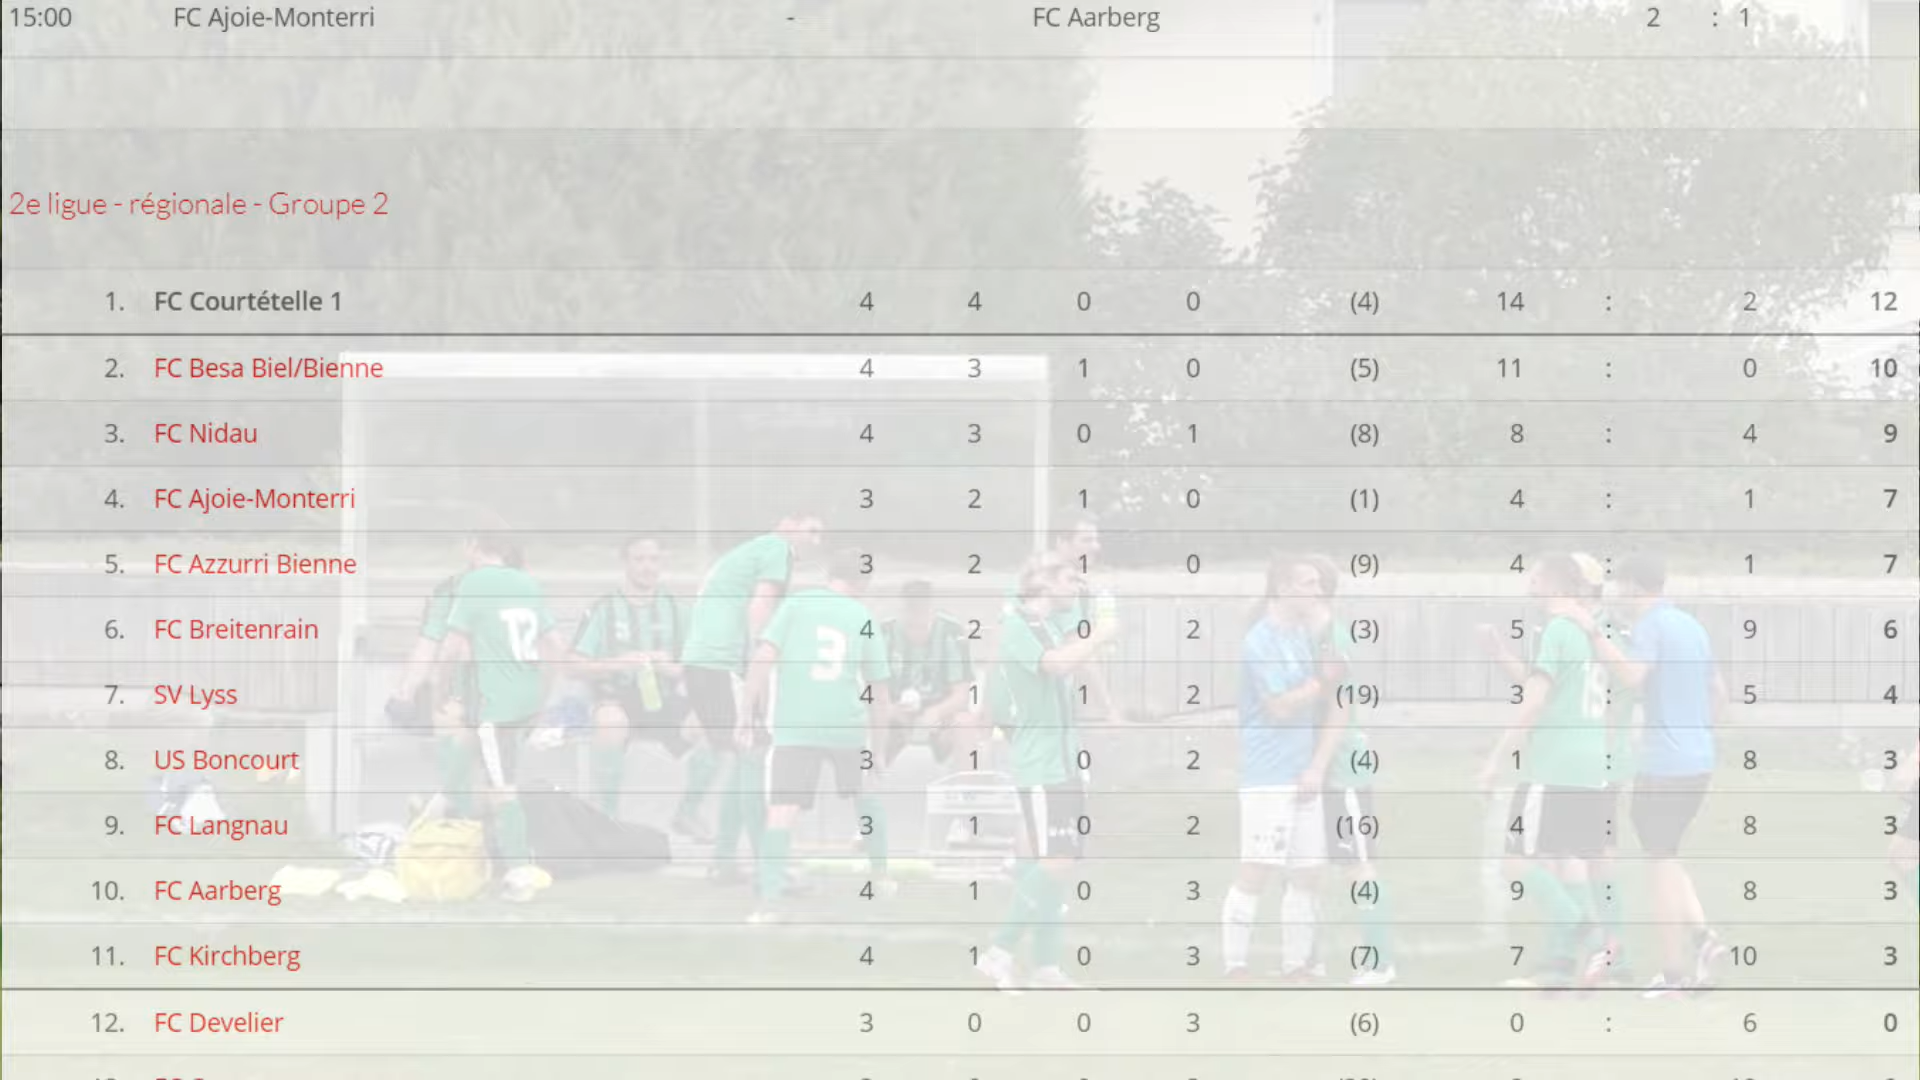 15:00 FC Ajoie-Monterri - FC Aarberg 2 : 1
2e ligue - régionale - Groupe 2
1. FC Courtételle 1 4 4 0 0 (4) 14 : 2 12
2. FC Besa Biel/Bienne 4 3 1 0 (5) 11 : 0 10
3. FC Nidau 4 3 0 1 (8) 8 : 4 9
4. FC Ajoie-Monterri 3 2 1 0 (1) 4 : 1 7
5. FC Azzurri Bienne 3 2 1 0 (9) 4 : 1 7
6. FC Breitenrain 4 2 0 2 (3) 5 : 9 6
7. SV Lyss 4 1 1 2 (19) 3 : 5 4
8. US Boncourt 3 1 0 2 (4) 1 : 8 3
9. FC Langnau 3 1 0 2 (16) 4 : 8 3
10. FC Aarberg 4 1 0 3 (4) 9 : 8 3
11. FC Kirchberg 4 1 0 3 (7) 7 : 10 3
12. FC Develier 3 0 0 3 (6) 0 : 6 0
12
3